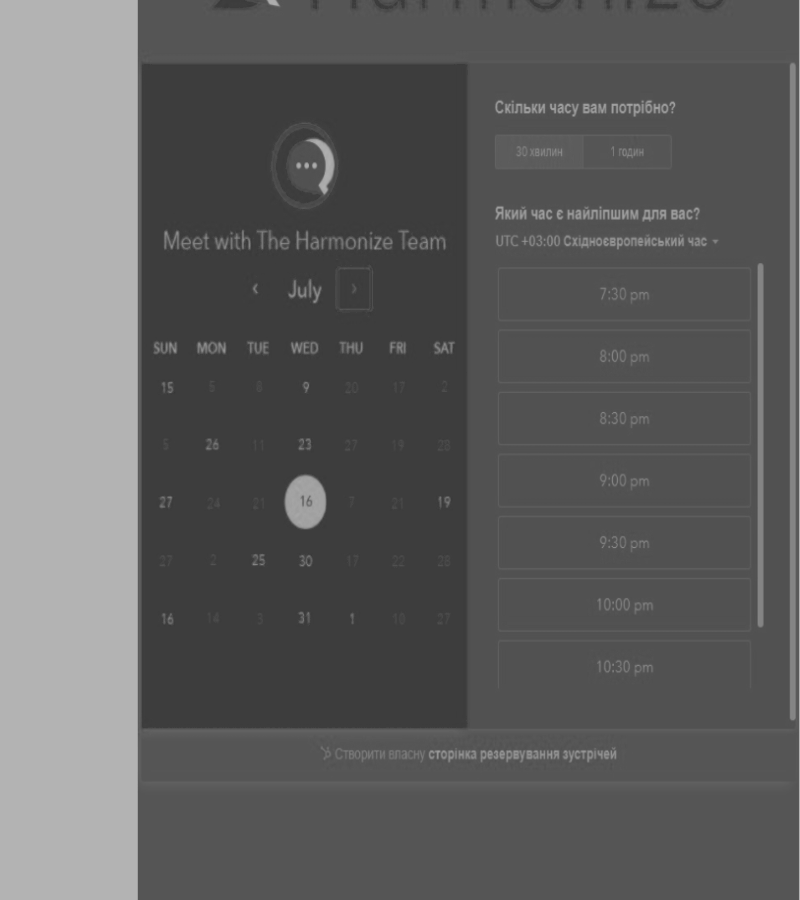 Harmonize
Meet with The Harmonize Team
‹ July ›
SUN MON TUE WED THU FRI SAT
15 5 8 9 20 17 2
5 26 11 23 27 19 28
27 24 21 16 7 21 19
27 2 25 30 17 22 28
16 14 3 31 1 10 27
Скільки часу вам потрібно?
30 хвилин 1 годин
Який час є найліпшим для вас?
UTC +03:00 Східноєвропейський час
7:30 pm
8:00 pm
8:30 pm
9:00 pm
9:30 pm
10:00 pm
10:30 pm
Створити власну сторінка резервування зустрічей